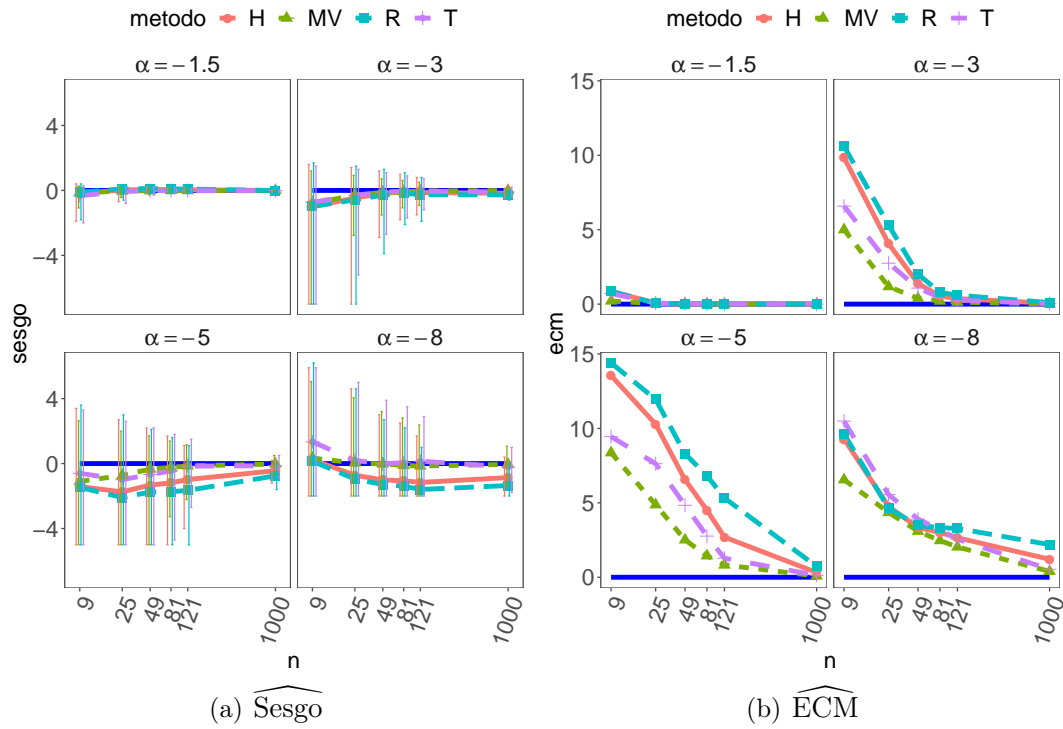 metodo H MV R T
α = −1.5 α = −3
4
0
−4
α = −5 α = −8
4
0
−4
sesgo
9 25 49 81 121 1000 9 25 49 81 121 1000
n
(a) Sesgo
metodo H MV R T
α = −1.5 α = −3
15
10
5
0
α = −5 α = −8
15
10
5
0
ecm
9 25 49 81 121 1000 9 25 49 81 121 1000
n
(b) ECM